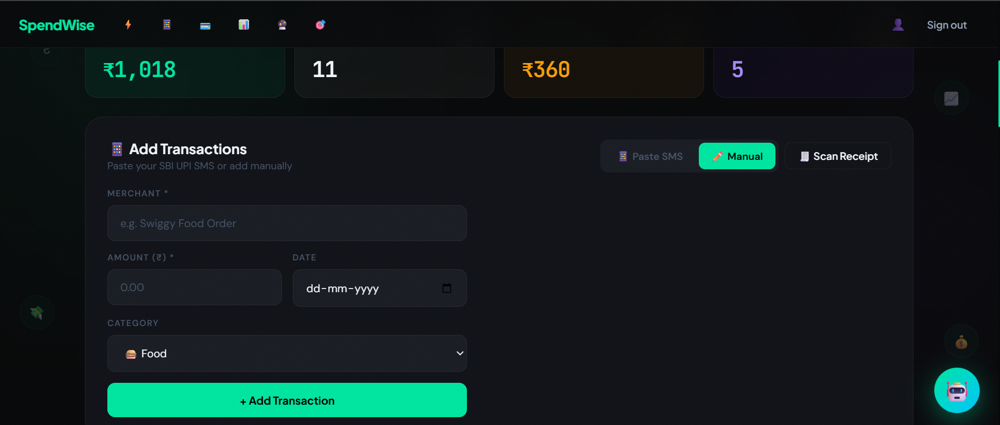 SpendWise
Sign out
₹1,018
11
₹360
5
Add Transactions
Paste your SBI UPI SMS or add manually
Paste SMS
Manual
Scan Receipt
MERCHANT *
e.g. Swiggy Food Order
AMOUNT (₹) *
DATE
0.00
dd-mm-yyyy
CATEGORY
Food
+ Add Transaction